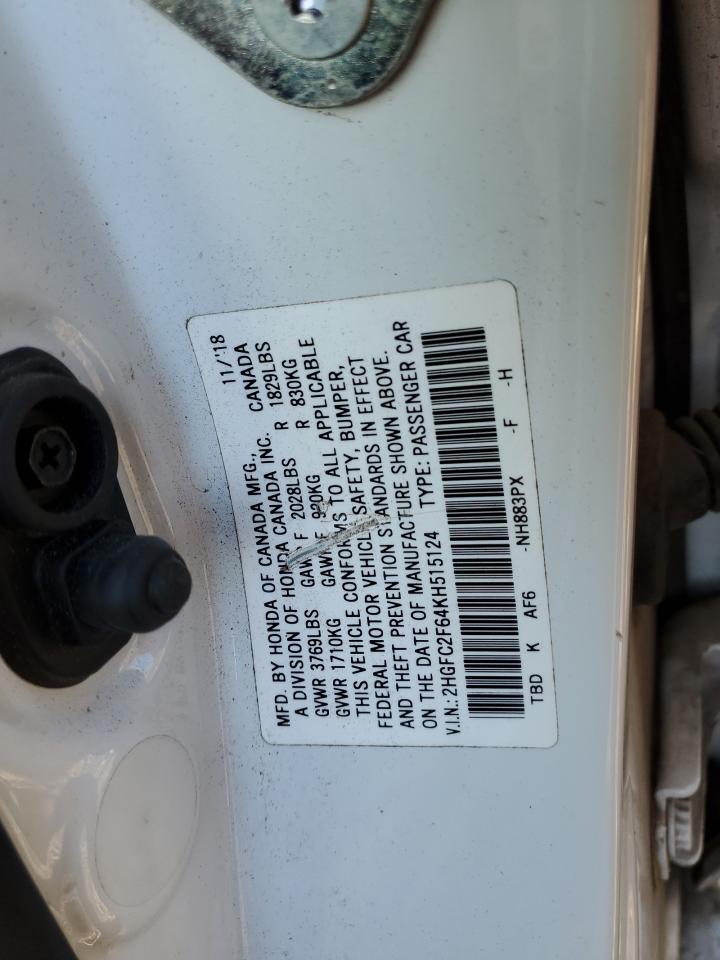 11/'18
MFD. BY HONDA OF CANADA MFG.,
A DIVISION OF HONDA CANADA INC. CANADA
GVWR 3769LBS GAWR F 2028LBS R 1829LBS
GVWR 1710KG GAWR F 920KG R 830KG
THIS VEHICLE CONFORMS TO ALL APPLICABLE
FEDERAL MOTOR VEHICLE SAFETY, BUMPER,
AND THEFT PREVENTION STANDARDS IN EFFECT
ON THE DATE OF MANUFACTURE SHOWN ABOVE.
V.I.N.: 2HGFC2F64KH515124 TYPE: PASSENGER CAR
TBD K AF6 -NH883PX -F -H